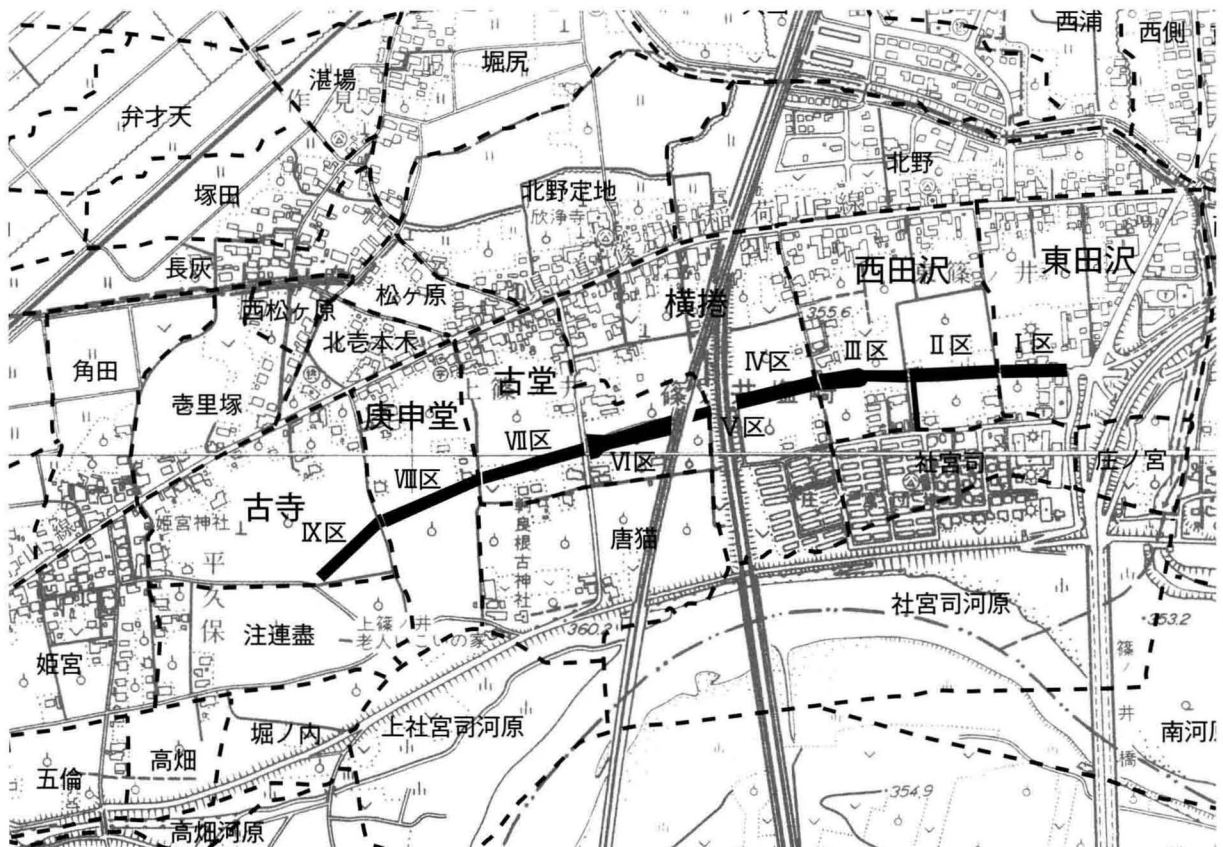 西浦
西側
堀尻
湛場
弁才天
北野
塚田
北野定地
欣浄寺
東田沢
西田沢
長灰
松ヶ原
横捲
西松ヶ原
355.6
北壱本木
Ⅳ区
Ⅲ区
Ⅱ区
Ⅰ区
角田
古堂
壱里塚
庚申堂
Ⅶ区
Ⅴ区
Ⅵ区
社宮司
庄ノ宮
Ⅷ区
古寺
姫宮神社
Ⅸ区
唐猫
平久保
社宮司河原
353.2
注連盡
上篠ノ井
老人いこいの家
360.2
篠ノ井橋
姫宮
堀ノ内
上社宮司河原
南河原
高畑
五倫
354.9
高畑河原